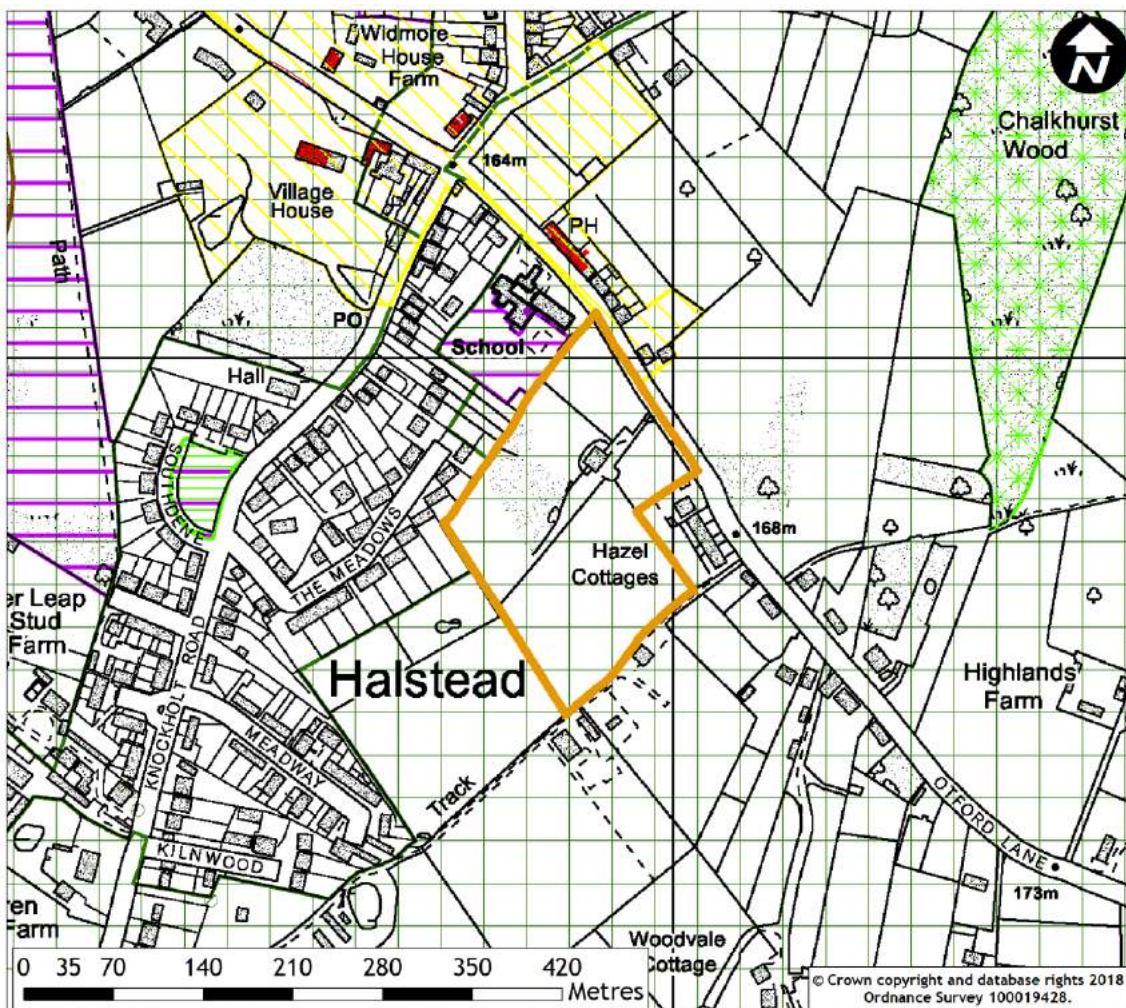 Widmore
House
Farm
N
Chalkhurst
Wood
164m
Village
House
PH
Path
PO
School
Hall
SOUTHDENE
THE MEADOWS
168m
Hazel
Cottages
er Leap
Stud
Farm
Halstead
KNOCKHOLT ROAD
MEADWAY
Highlands
Farm
Track
OTFORD LANE
KILNWOOD
173m
ren
Farm
Woodvale
Cottage
0 35 70 140 210 280 350 420
Metres
© Crown copyright and database rights 2018
Ordnance Survey 100019428